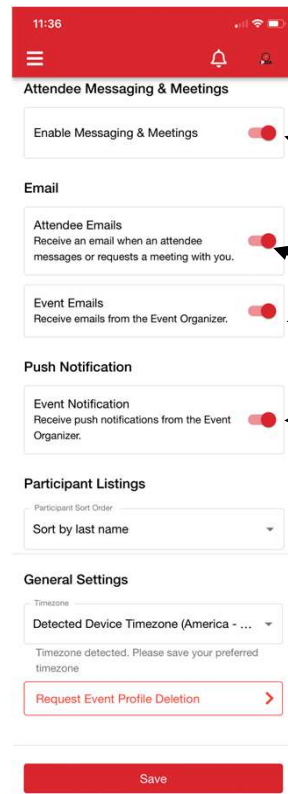 11:36
Attendee Messaging & Meetings
Enable Messaging & Meetings
Email
Attendee Emails
Receive an email when an attendee
messages or requests a meeting with you.
Event Emails
Receive emails from the Event Organizer.
Push Notification
Event Notification
Receive push notifications from the Event
Organizer.
Participant Listings
Participant Sort Order
Sort by last name
General Settings
Timezone
Detected Device Timezone (America - ...
Timezone detected. Please save your preferred
timezone
Request Event Profile Deletion
Save